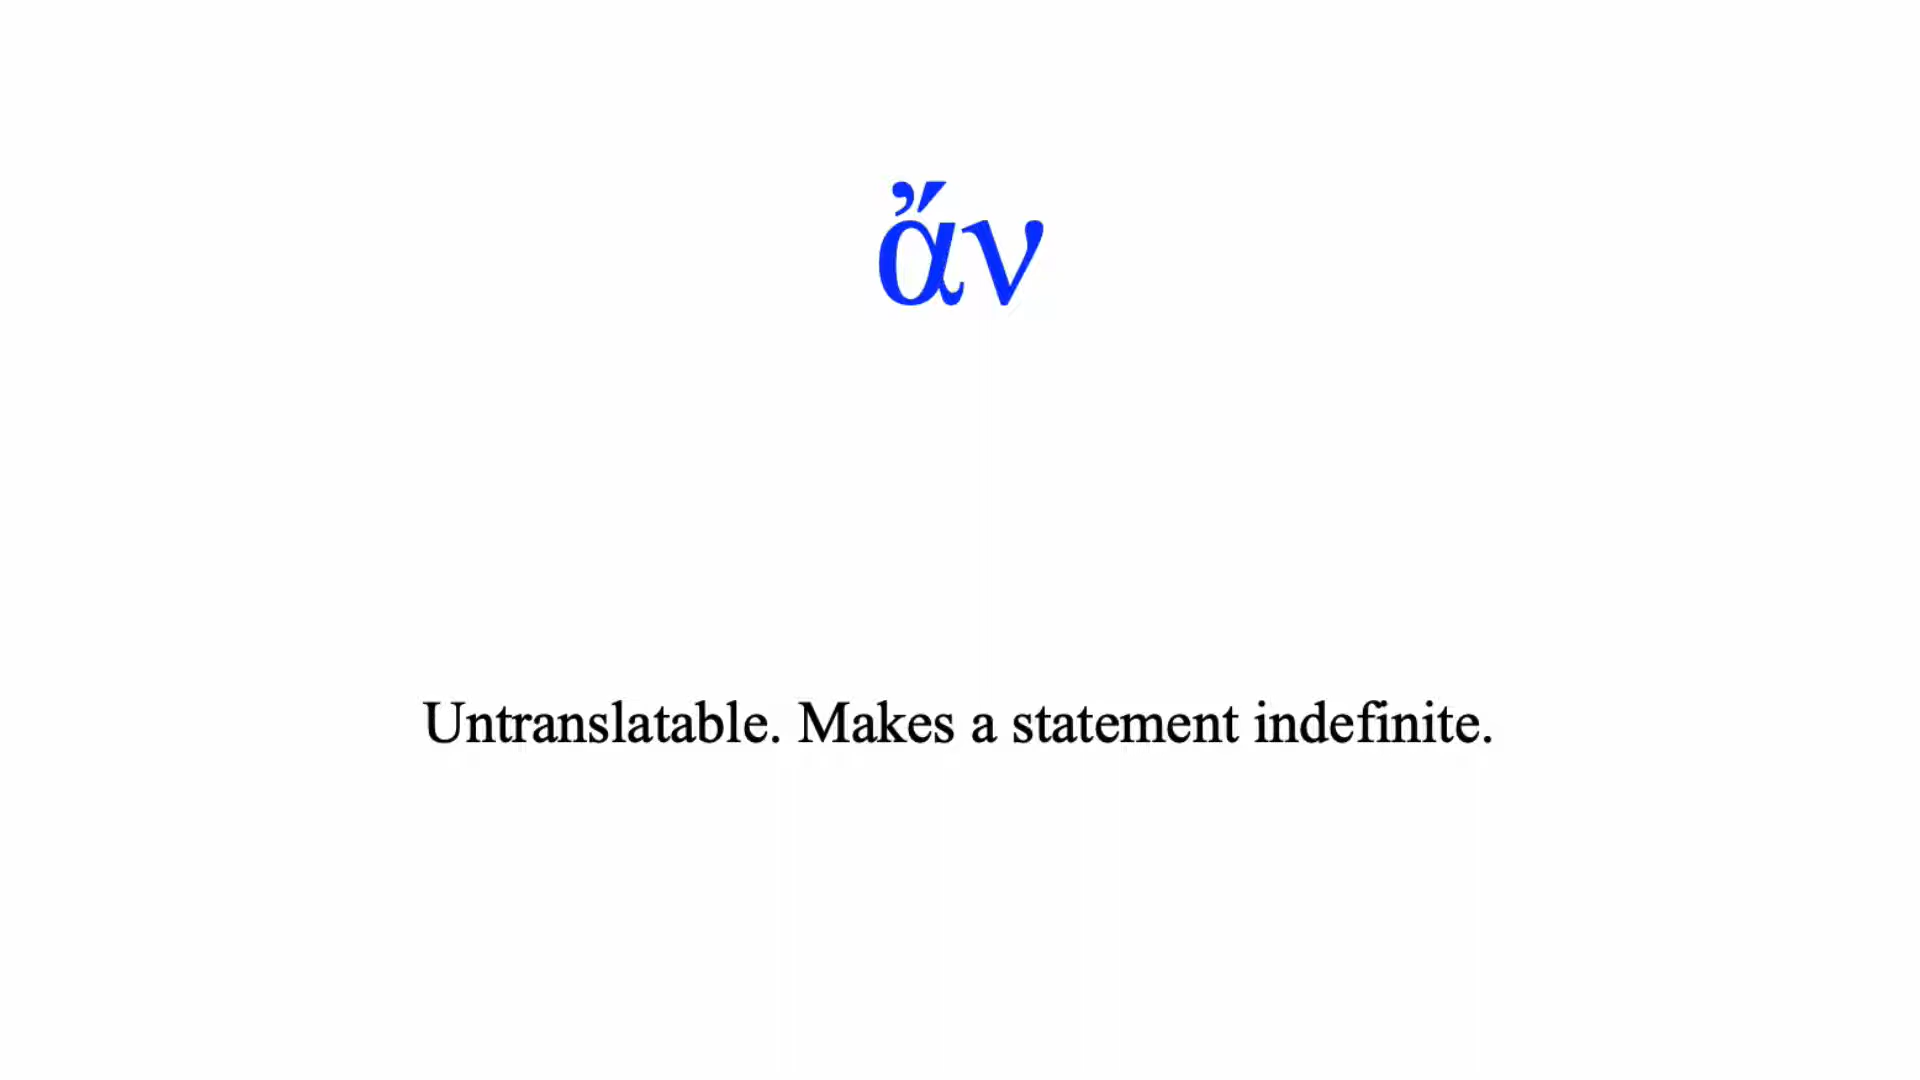 ἄν
Untranslatable. Makes a statement indefinite.